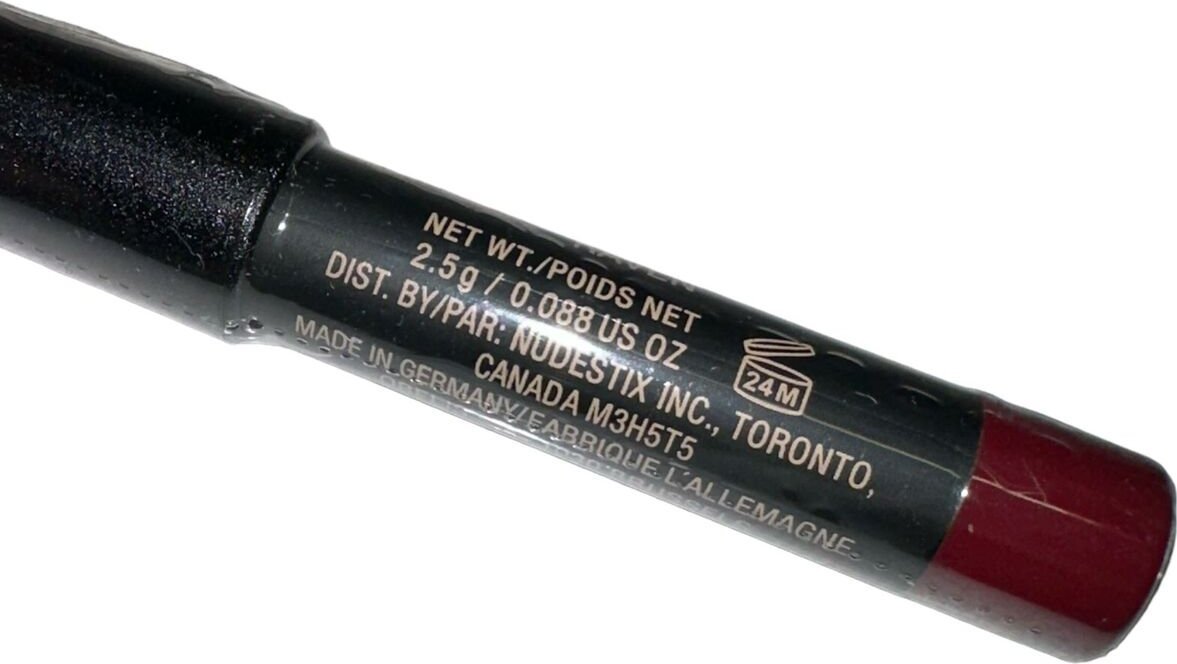 NET WT./POIDS NET
2.5g / 0.088 US OZ
DIST. BY/PAR: NUDESTIX INC., TORONTO,
CANADA M3H5T5
MADE IN GERMANY/FABRIQUE L'ALLEMAGNE
24M